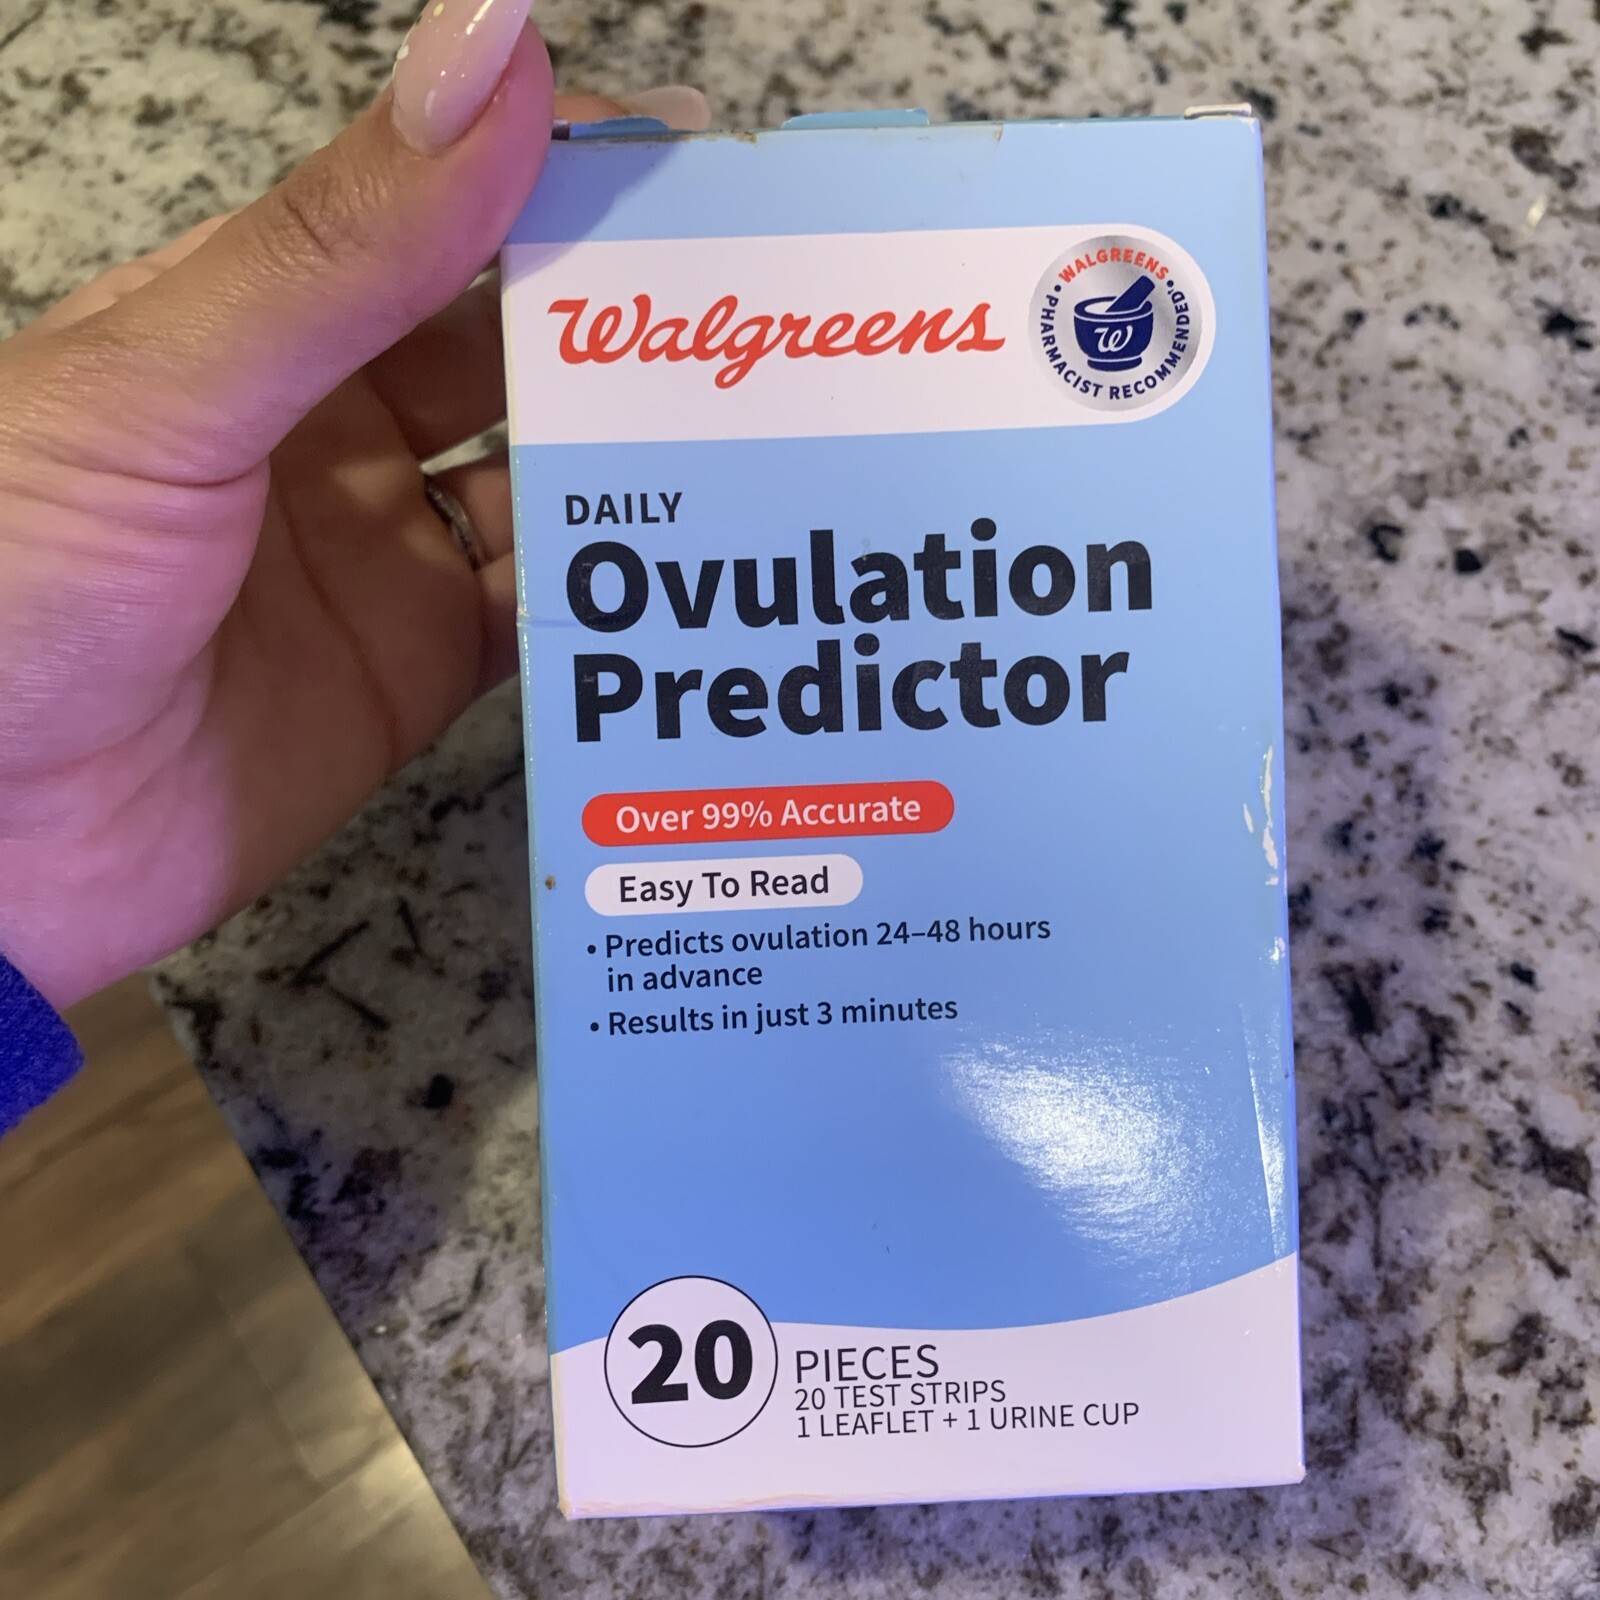 Walgreens
• WALGREENS •
PHARMACIST RECOMMENDED†
W
DAILY
Ovulation
Predictor
Over 99% Accurate
Easy To Read
• Predicts ovulation 24–48 hours
in advance
• Results in just 3 minutes
20
PIECES
20 TEST STRIPS
1 LEAFLET + 1 URINE CUP